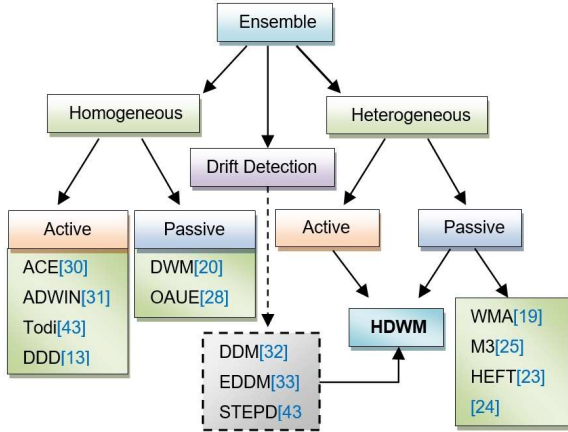 Ensemble
Homogeneous
Heterogeneous
Drift Detection
Active
Passive
Active
Passive
ACE[30]
ADWIN[31]
Todi[43]
DDD[13]
DWM[20]
OAUE[28]
DDM[32]
EDDM[33]
STEPD[43
HDWM
WMA[19]
M3[25]
HEFT[23]
[24]